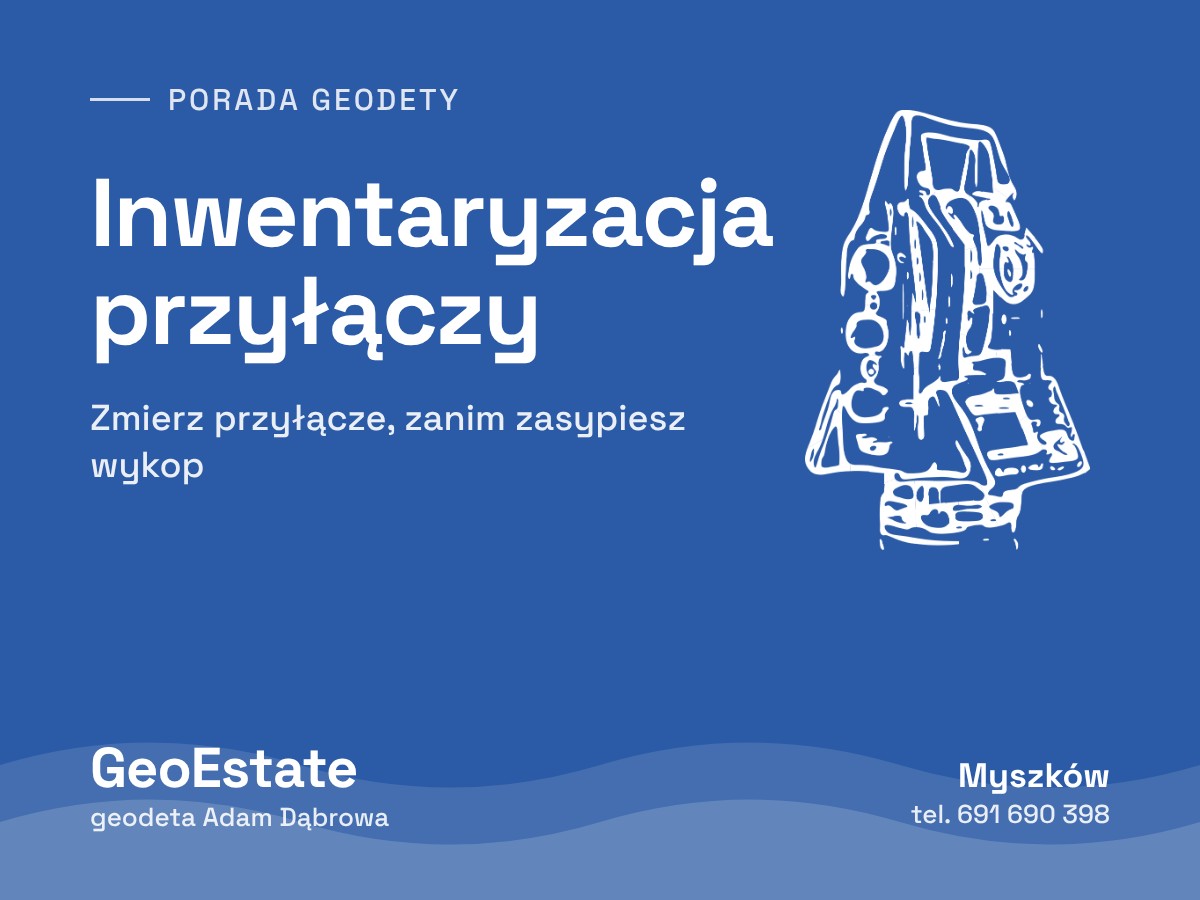 PORADA GEODETY
Inwentaryzacja
przyłączy
Zmierz przyłącze, zanim zasypiesz
wykop
GeoEstate
geodeta Adam Dąbrowa
Myszków
tel. 691 690 398